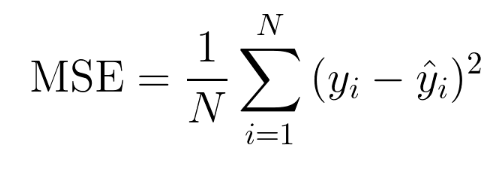 MSE = \frac{1}{N} \sum_{i=1}^{N} (y_i - \hat{y}_i)^2